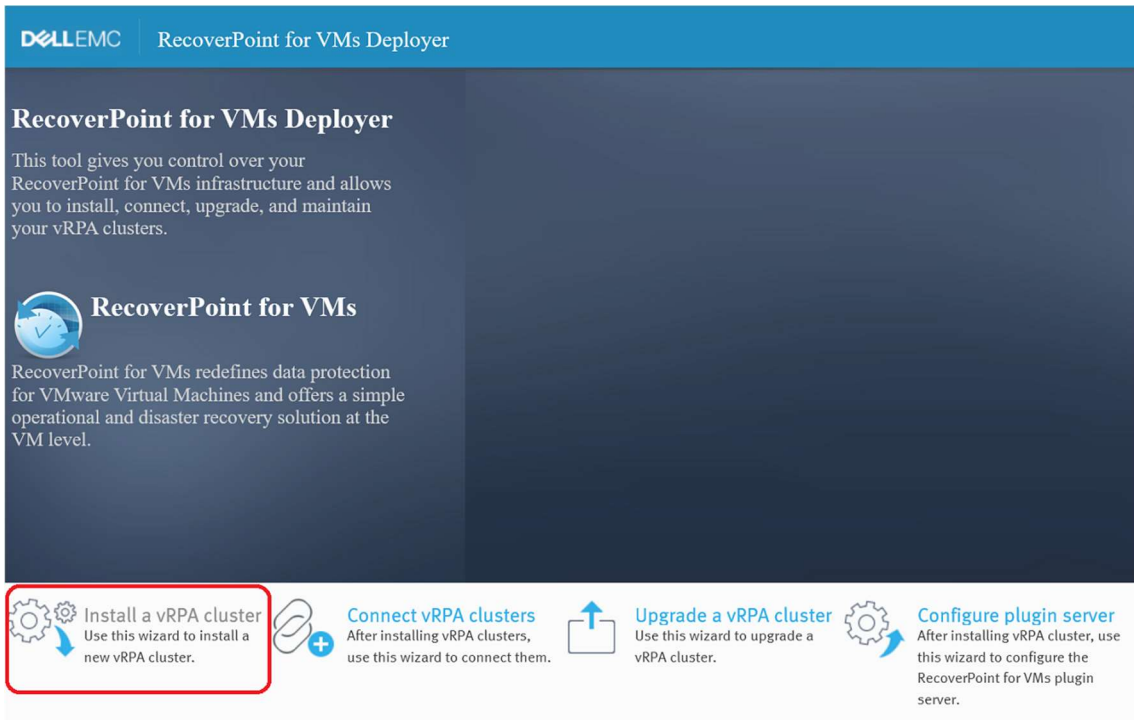 DELLEMC RecoverPoint for VMs Deployer
RecoverPoint for VMs Deployer
This tool gives you control over your
RecoverPoint for VMs infrastructure and allows
you to install, connect, upgrade, and maintain
your vRPA clusters.
RecoverPoint for VMs
RecoverPoint for VMs redefines data protection
for VMware Virtual Machines and offers a simple
operational and disaster recovery solution at the
VM level.
Install a vRPA cluster
Use this wizard to install a
new vRPA cluster.
Connect vRPA clusters
After installing vRPA clusters,
use this wizard to connect them.
Upgrade a vRPA cluster
Use this wizard to upgrade a
vRPA cluster.
Configure plugin server
After installing vRPA cluster, use
this wizard to configure the
RecoverPoint for VMs plugin
server.